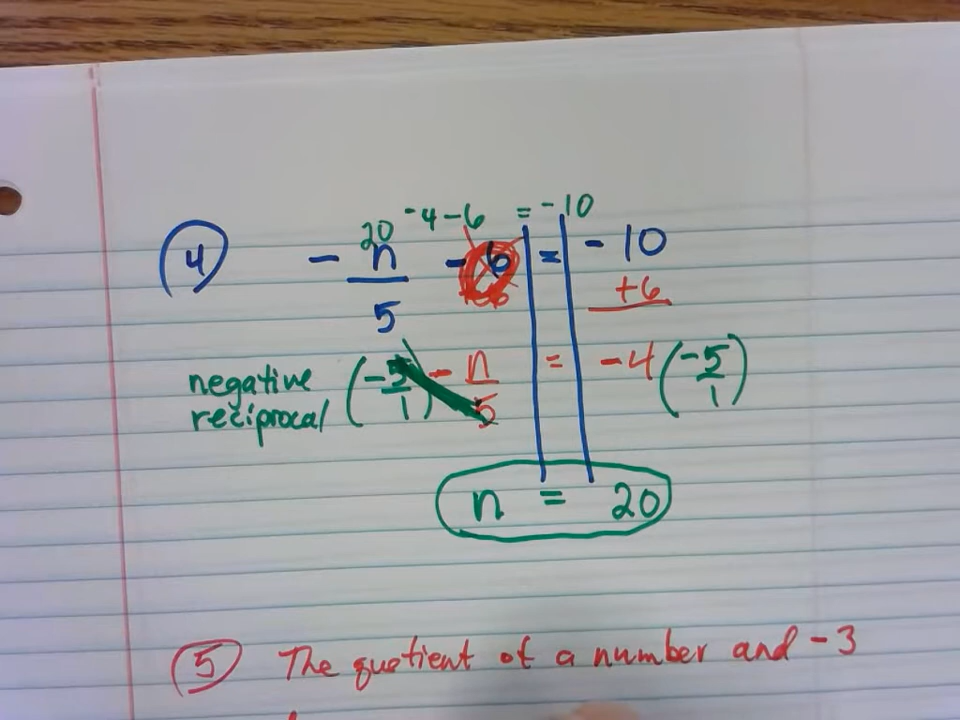 20 -4 -6 = -10
4 - n - 6 = - 10
5 +6 +6
negative (-5/1) - n/5 = -4 (-5/1)
reciprocal
n = 20
5 The quotient of a number and -3